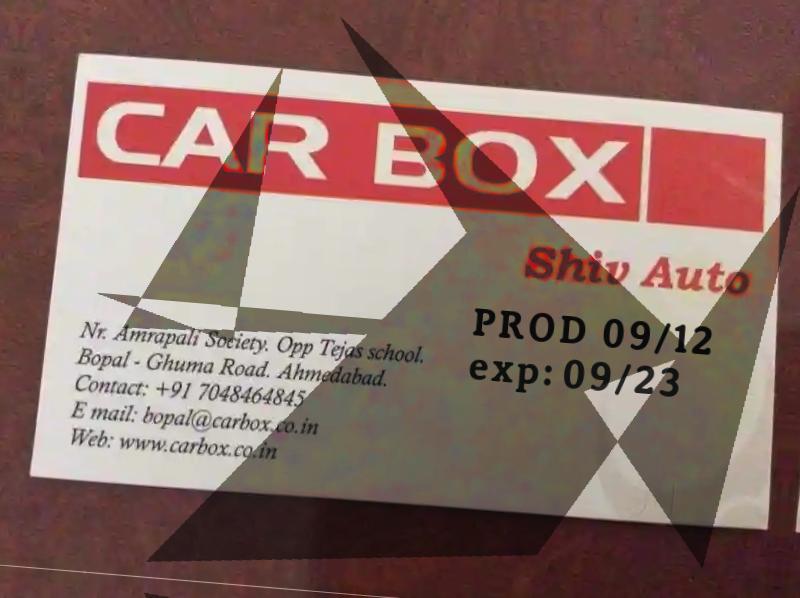 CAR BOX
Shiv Auto
PROD 09/12
exp: 09/23
Nr. Amrapali Society. Opp Tejas school.
Bopal - Ghuma Road. Ahmedabad.
Contact: +91 7048464845
E mail: bopal@carbox.co.in
Web: www.carbox.co.in